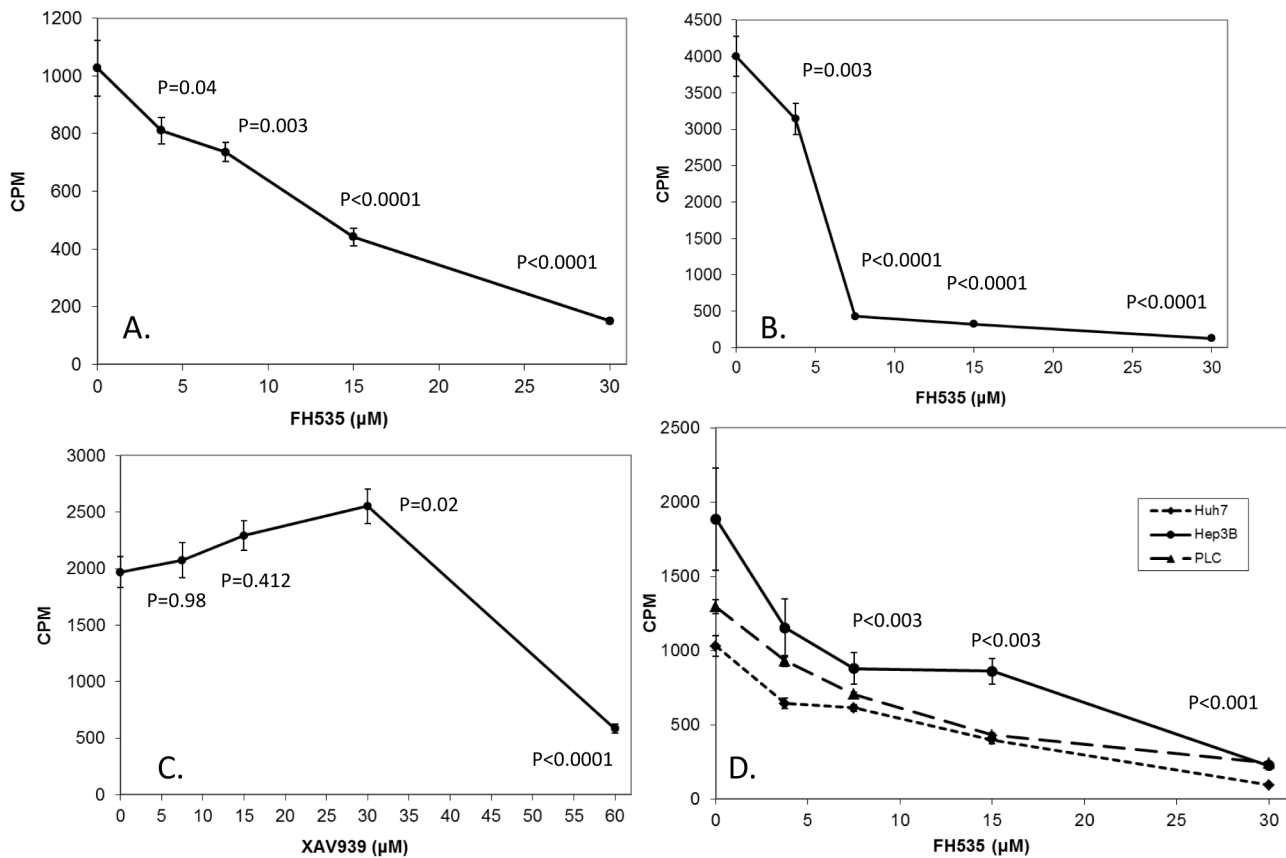 1200
1000
800
600
400
200
0
CPM
P=0.04
P=0.003
P<0.0001
P<0.0001
A.
0 5 10 15 20 25 30
FH535 (µM)
4500
4000
3500
3000
2500
2000
1500
1000
500
0
CPM
P=0.003
P<0.0001
P<0.0001
P<0.0001
B.
0 5 10 15 20 25 30
FH535 (µM)
3000
2500
2000
1500
1000
500
0
CPM
P=0.98
P=0.412
P=0.02
P<0.0001
C.
0 5 10 15 20 25 30 35 40 45 50 55 60
XAV939 (µM)
2500
2000
1500
1000
500
0
CPM
Huh7
Hep3B
PLC
P<0.003
P<0.003
P<0.001
D.
0 5 10 15 20 25 30
FH535 (µM)